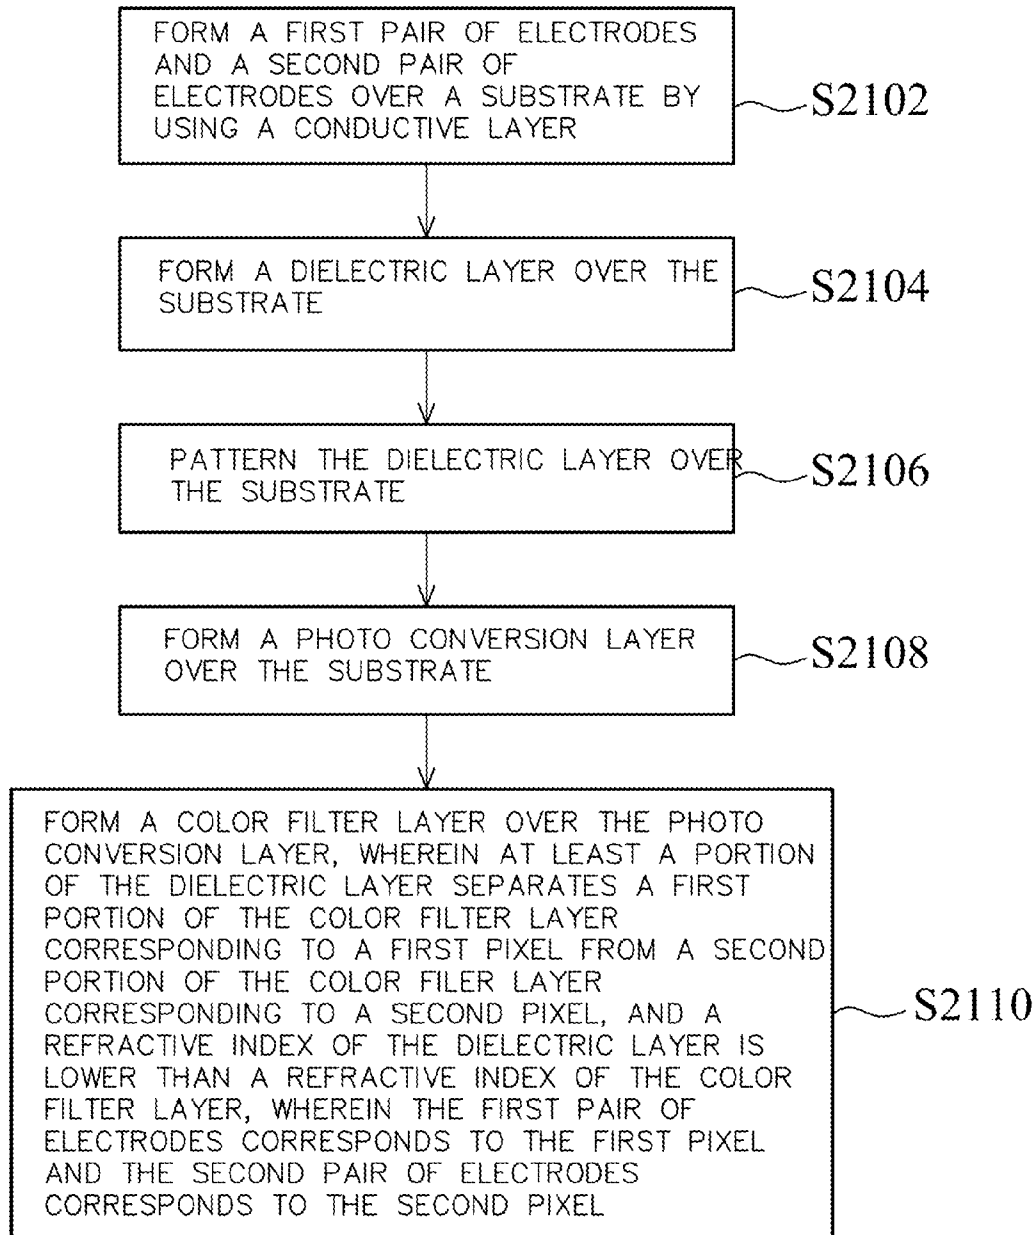 FORM A FIRST PAIR OF ELECTRODES
AND A SECOND PAIR OF
ELECTRODES OVER A SUBSTRATE BY
USING A CONDUCTIVE LAYER
S2102
FORM A DIELECTRIC LAYER OVER THE
SUBSTRATE
S2104
PATTERN THE DIELECTRIC LAYER OVER
THE SUBSTRATE
S2106
FORM A PHOTO CONVERSION LAYER
OVER THE SUBSTRATE
S2108
FORM A COLOR FILTER LAYER OVER THE PHOTO
CONVERSION LAYER, WHEREIN AT LEAST A PORTION
OF THE DIELECTRIC LAYER SEPARATES A FIRST
PORTION OF THE COLOR FILTER LAYER
CORRESPONDING TO A FIRST PIXEL FROM A SECOND
PORTION OF THE COLOR FILER LAYER
CORRESPONDING TO A SECOND PIXEL, AND A
REFRACTIVE INDEX OF THE DIELECTRIC LAYER IS
LOWER THAN A REFRACTIVE INDEX OF THE COLOR
FILTER LAYER, WHEREIN THE FIRST PAIR OF
ELECTRODES CORRESPONDS TO THE FIRST PIXEL
AND THE SECOND PAIR OF ELECTRODES
CORRESPONDS TO THE SECOND PIXEL
S2110